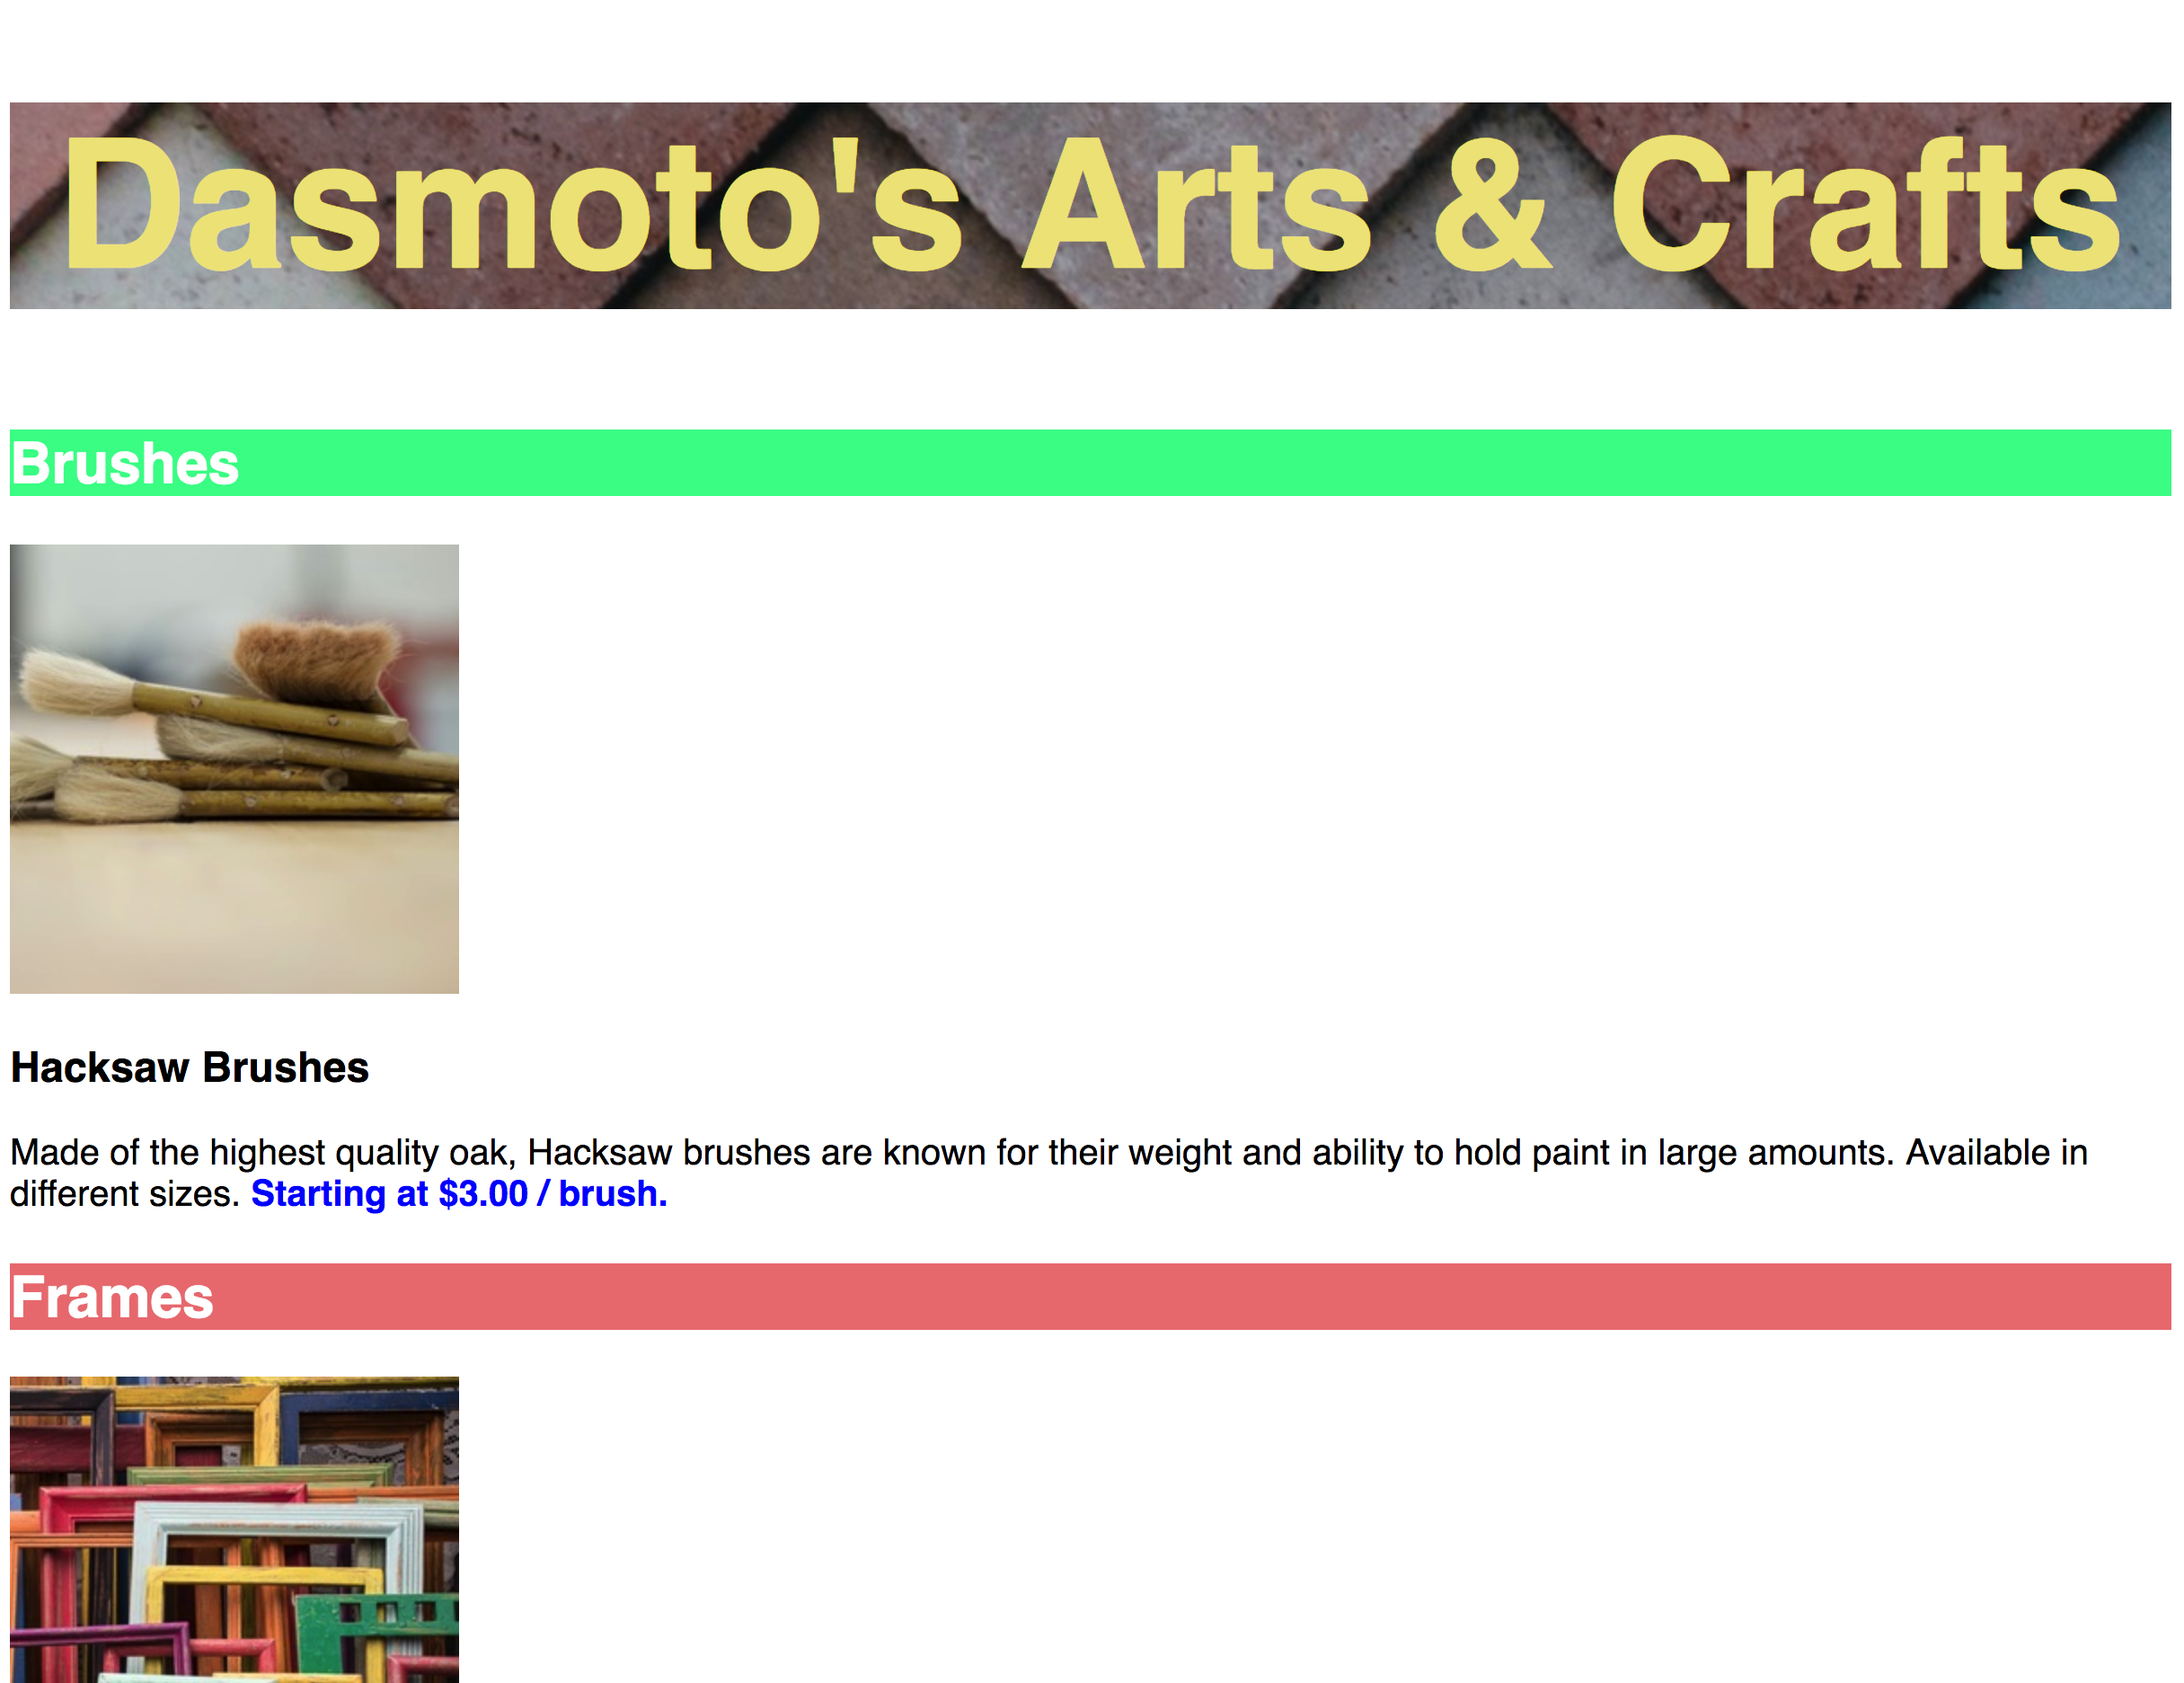 Dasmoto's Arts & Crafts
Brushes
Hacksaw Brushes
Made of the highest quality oak, Hacksaw brushes are known for their weight and ability to hold paint in large amounts. Available in
different sizes. Starting at $3.00 / brush.
Frames